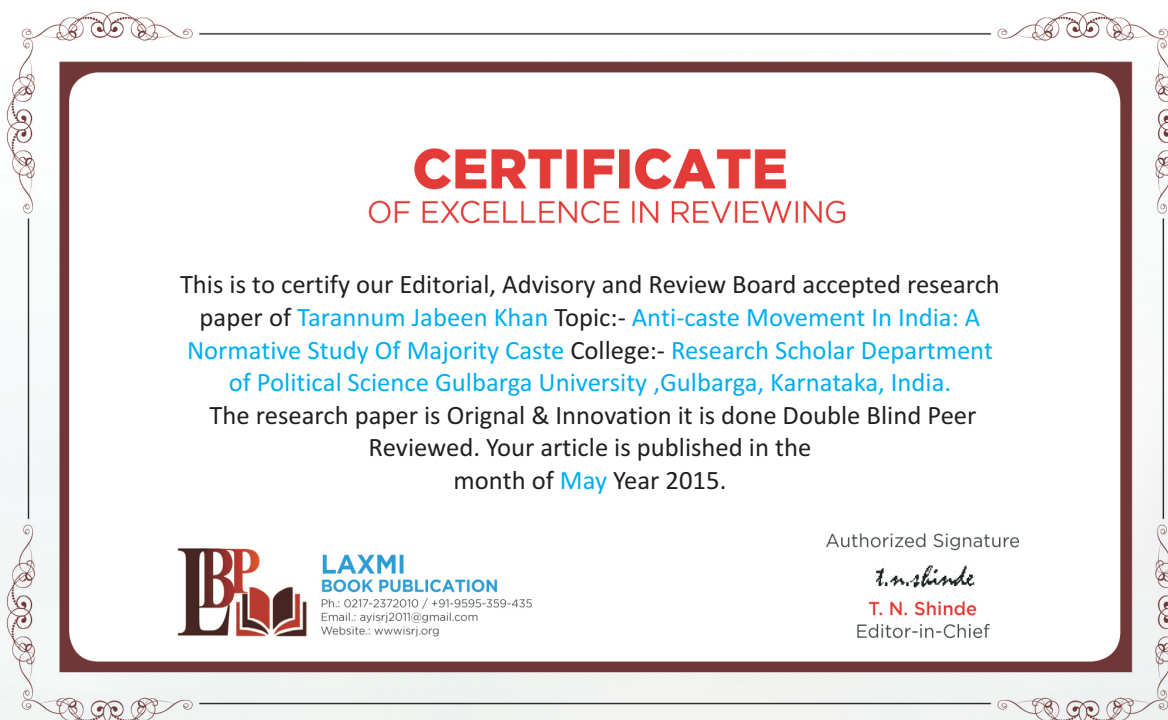 CERTIFICATE
OF EXCELLENCE IN REVIEWING
This is to certify our Editorial, Advisory and Review Board accepted research
paper of Tarannum Jabeen Khan Topic:- Anti-caste Movement In India: A
Normative Study Of Majority Caste College:- Research Scholar Department
of Political Science Gulbarga University ,Gulbarga, Karnataka, India.
The research paper is Orignal & Innovation it is done Double Blind Peer
Reviewed. Your article is published in the
month of May Year 2015.
LBP
LAXMI
BOOK PUBLICATION
Ph.: 0217-2372010 / +91-9595-359-435
Email.: ayisrj2011@gmail.com
Website.: wwwisrj.org
Authorized Signature
t.n.shinde
T. N. Shinde
Editor-in-Chief